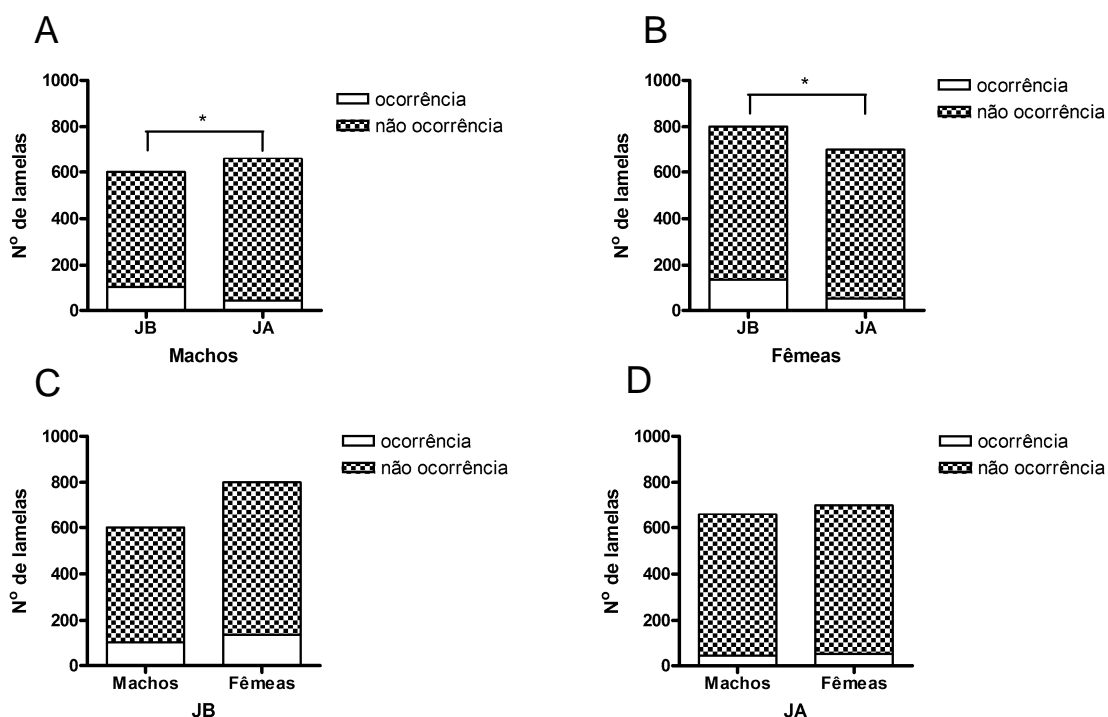 A
1000
800
600
400
200
0
Nº de lamelas
*
JB JA
Machos
ocorrência
não ocorrência
B
1000
800
600
400
200
0
Nº de lamelas
*
JB JA
Fêmeas
ocorrência
não ocorrência
C
1000
800
600
400
200
0
Nº de lamelas
Machos Fêmeas
JB
ocorrência
não ocorrência
D
1000
800
600
400
200
0
Nº de lamelas
Machos Fêmeas
JA
ocorrência
não ocorrência